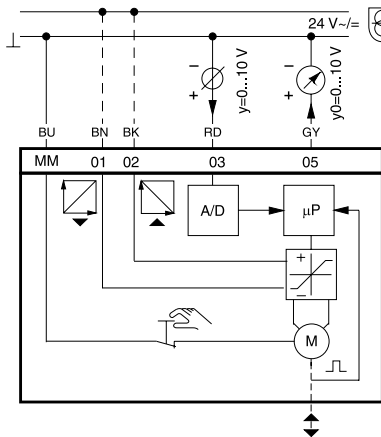 24 V~/=
⊥
− −
+ y=0...10 V + y0=0...10 V
BU BN BK RD GY
MM 01 02 03 05
A/D µP
+
−
M